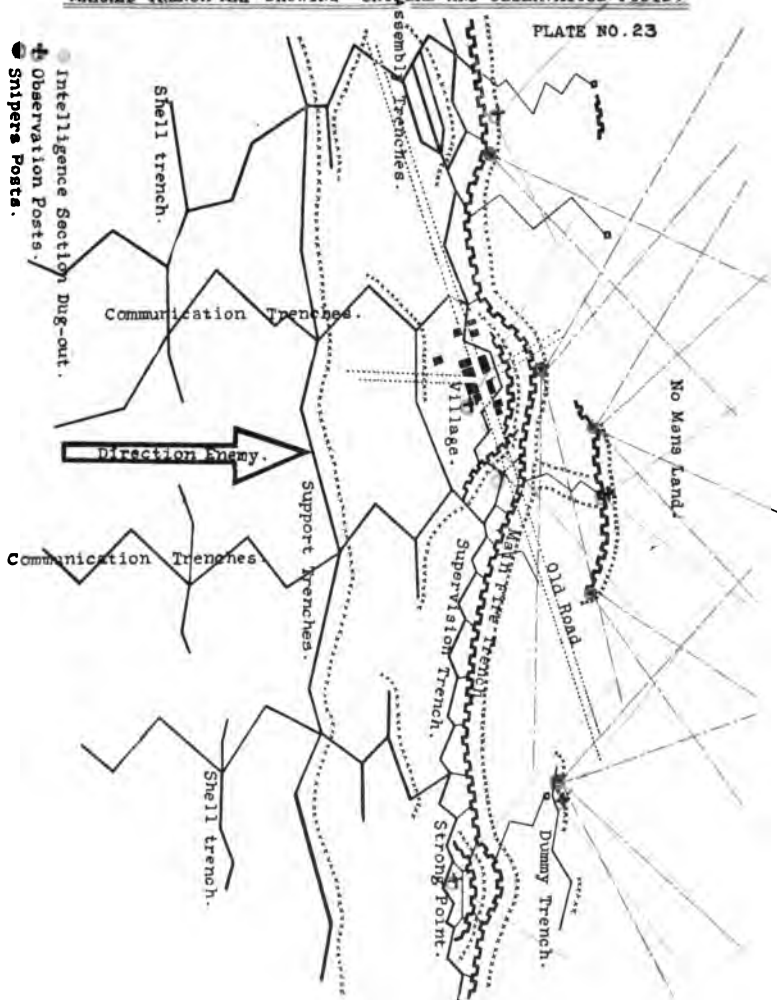 PLATE NO.23
Assembly Trenches.
Shell trench.
No Mans Land.
Communication Trenches.
Village.
Direction Enemy.
Old Road
Main Fire Trench
Supervision Trench.
Support Trenches.
Communication Trenches.
Dummy Trench.
Strong Point.
Shell trench.
Intelligence Section Dug-out.
Observation Posts.
Snipers Posts.